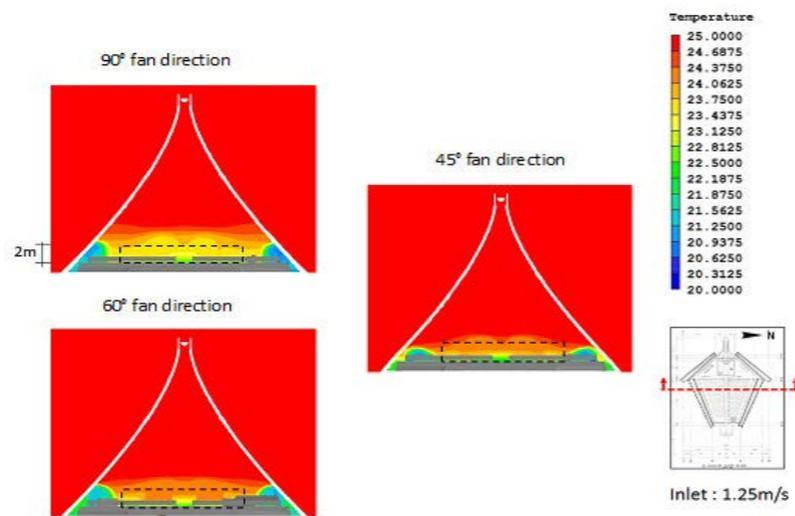 90° fan direction
2m
60° fan direction
45° fan direction
Temperature
25.0000
24.6875
24.3750
24.0625
23.7500
23.4375
23.1250
22.8125
22.5000
22.1875
21.8750
21.5625
21.2500
20.9375
20.6250
20.3125
20.0000
N
Inlet : 1.25m/s